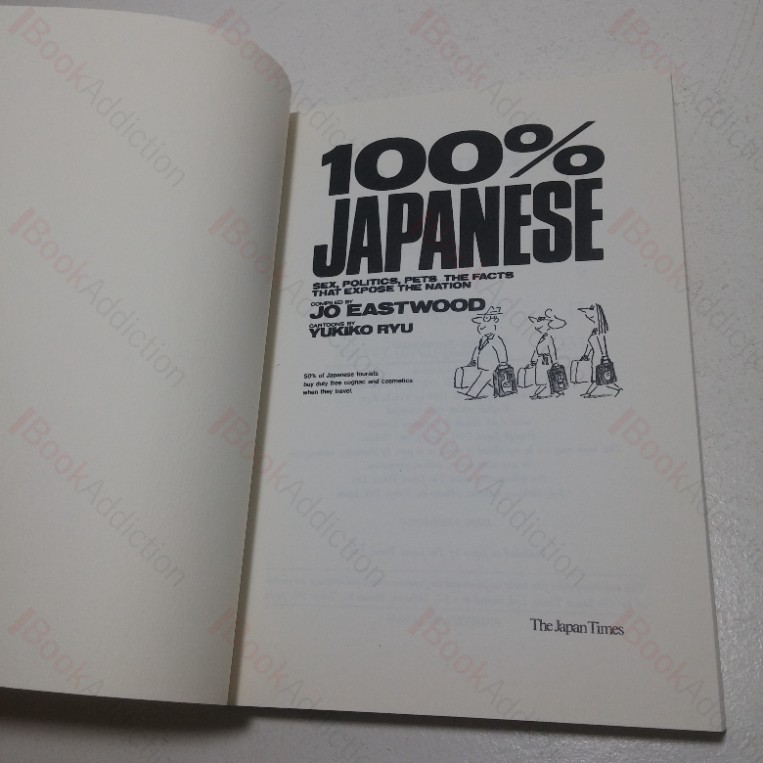 100%
JAPANESE
SEX, POLITICS, PETS THE FACTS
THAT EXPOSE THE NATION
COMPILED BY
JO EASTWOOD
CARTOONS BY
YUKIKO RYU
50% of Japanese tourists
buy duty free cognac and cosmetics
when they travel.
The Japan Times
BookAddiction